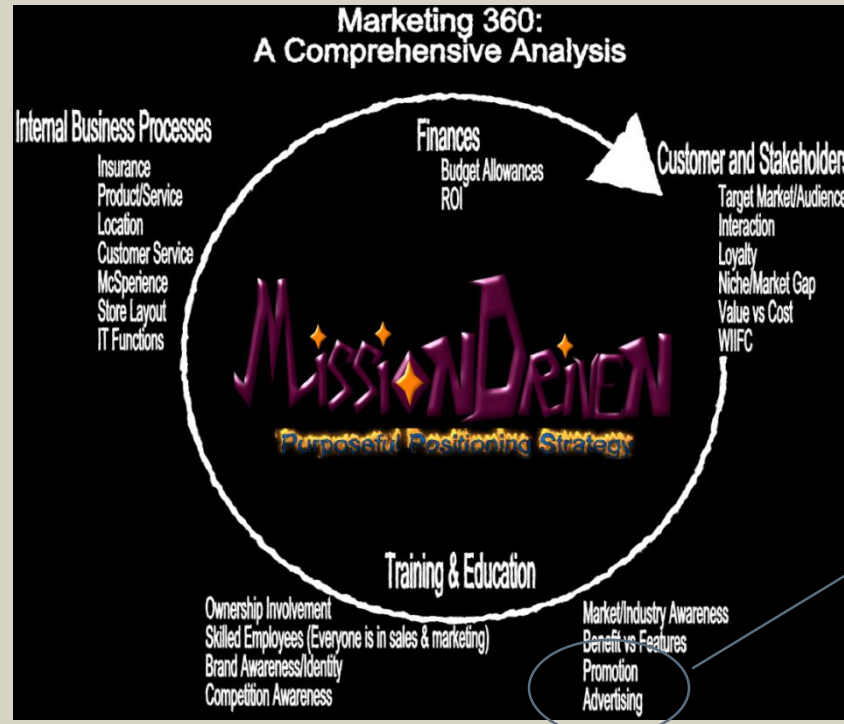 Marketing 360:
A Comprehensive Analysis
Internal Business Processes
Insurance
Product/Service
Location
Customer Service
McSperience
Store Layout
IT Functions
Finances
Budget Allowances
ROI
Customer and Stakeholders
Target Market/Audience
Interaction
Loyalty
Niche/Market Gap
Value vs Cost
WIIFC
MissionDriven
Purposeful Positioning Strategy
Training & Education
Ownership Involvement
Skilled Employees (Everyone is in sales & marketing)
Brand Awareness/Identity
Competition Awareness
Market/Industry Awareness
Benefit vs Features
Promotion
Advertising